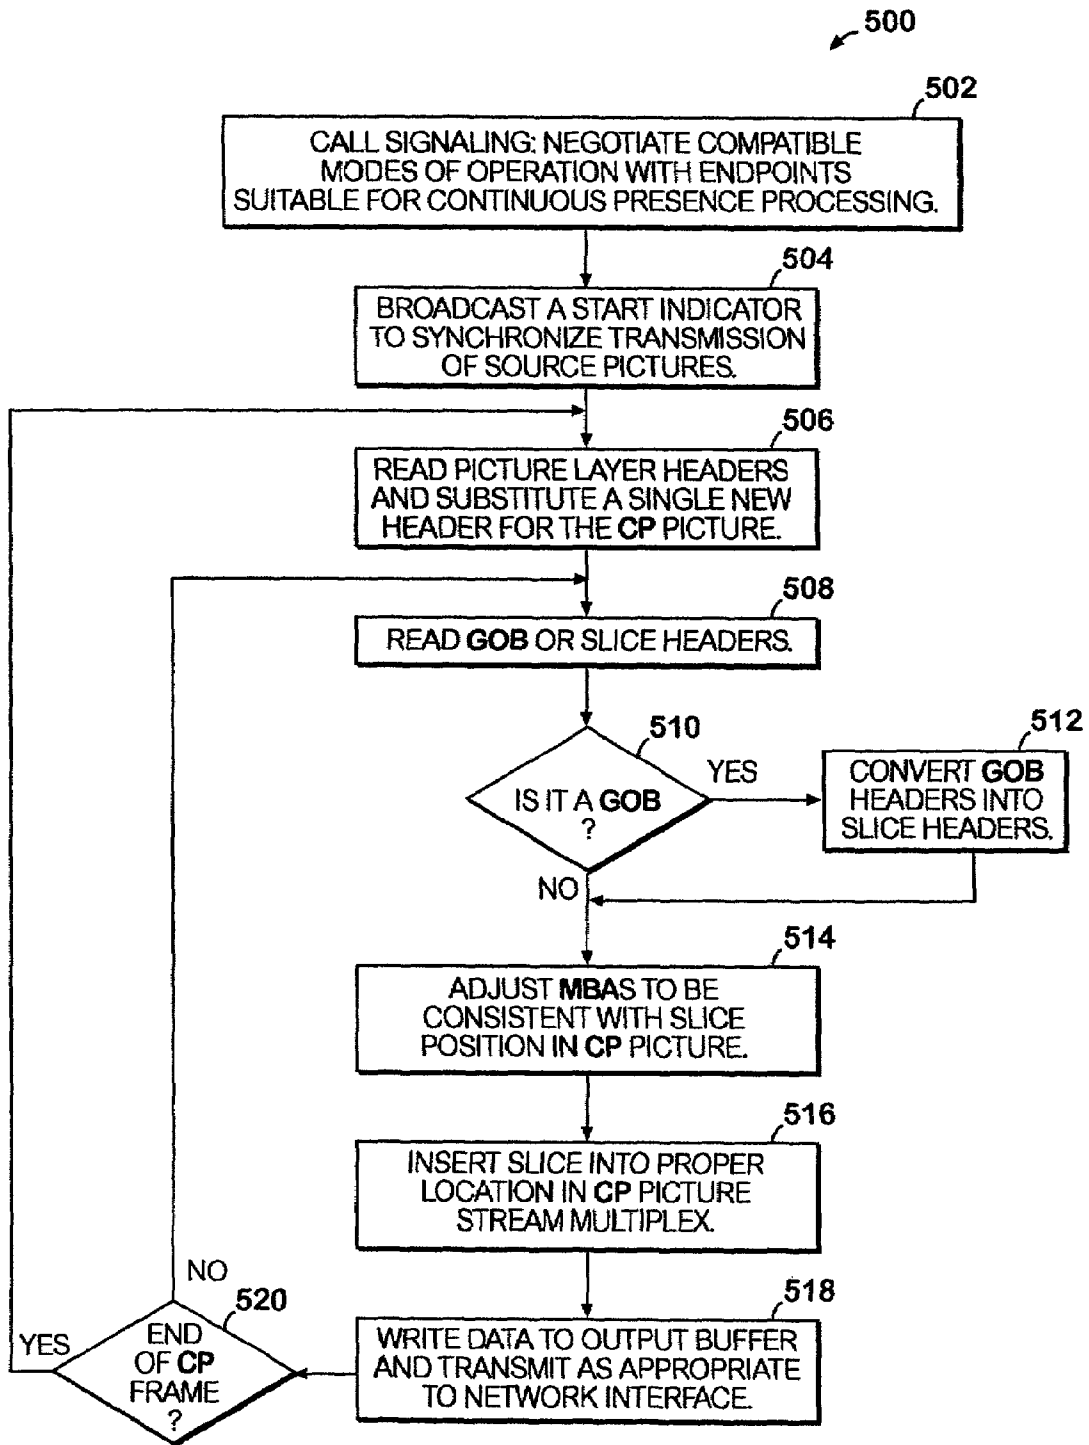 500
502
CALL SIGNALING: NEGOTIATE COMPATIBLE
MODES OF OPERATION WITH ENDPOINTS
SUITABLE FOR CONTINUOUS PRESENCE PROCESSING.
504
BROADCAST A START INDICATOR
TO SYNCHRONIZE TRANSMISSION
OF SOURCE PICTURES.
506
READ PICTURE LAYER HEADERS
AND SUBSTITUTE A SINGLE NEW
HEADER FOR THE CP PICTURE.
508
READ GOB OR SLICE HEADERS.
510
IS IT A GOB
?
YES
NO
512
CONVERT GOB
HEADERS INTO
SLICE HEADERS.
514
ADJUST MBAS TO BE
CONSISTENT WITH SLICE
POSITION IN CP PICTURE.
516
INSERT SLICE INTO PROPER
LOCATION IN CP PICTURE
STREAM MULTIPLEX.
518
WRITE DATA TO OUTPUT BUFFER
AND TRANSMIT AS APPROPRIATE
TO NETWORK INTERFACE.
520
END
OF CP
FRAME
?
NO
YES